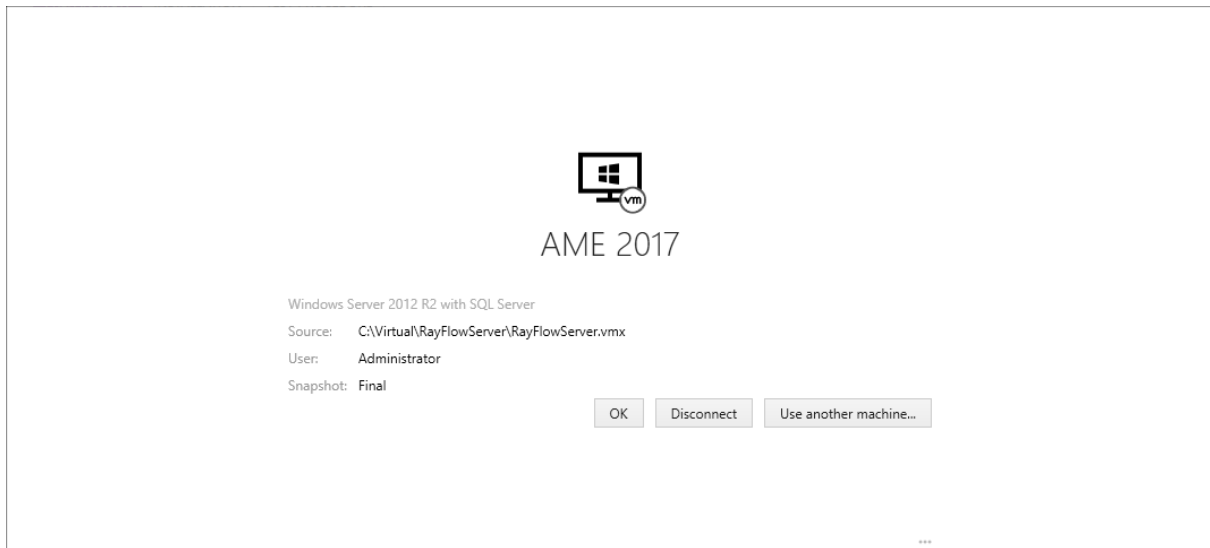 vm
AME 2017
Windows Server 2012 R2 with SQL Server
Source: C:\Virtual\RayFlowServer\RayFlowServer.vmx
User: Administrator
Snapshot: Final
OK Disconnect Use another machine...
...